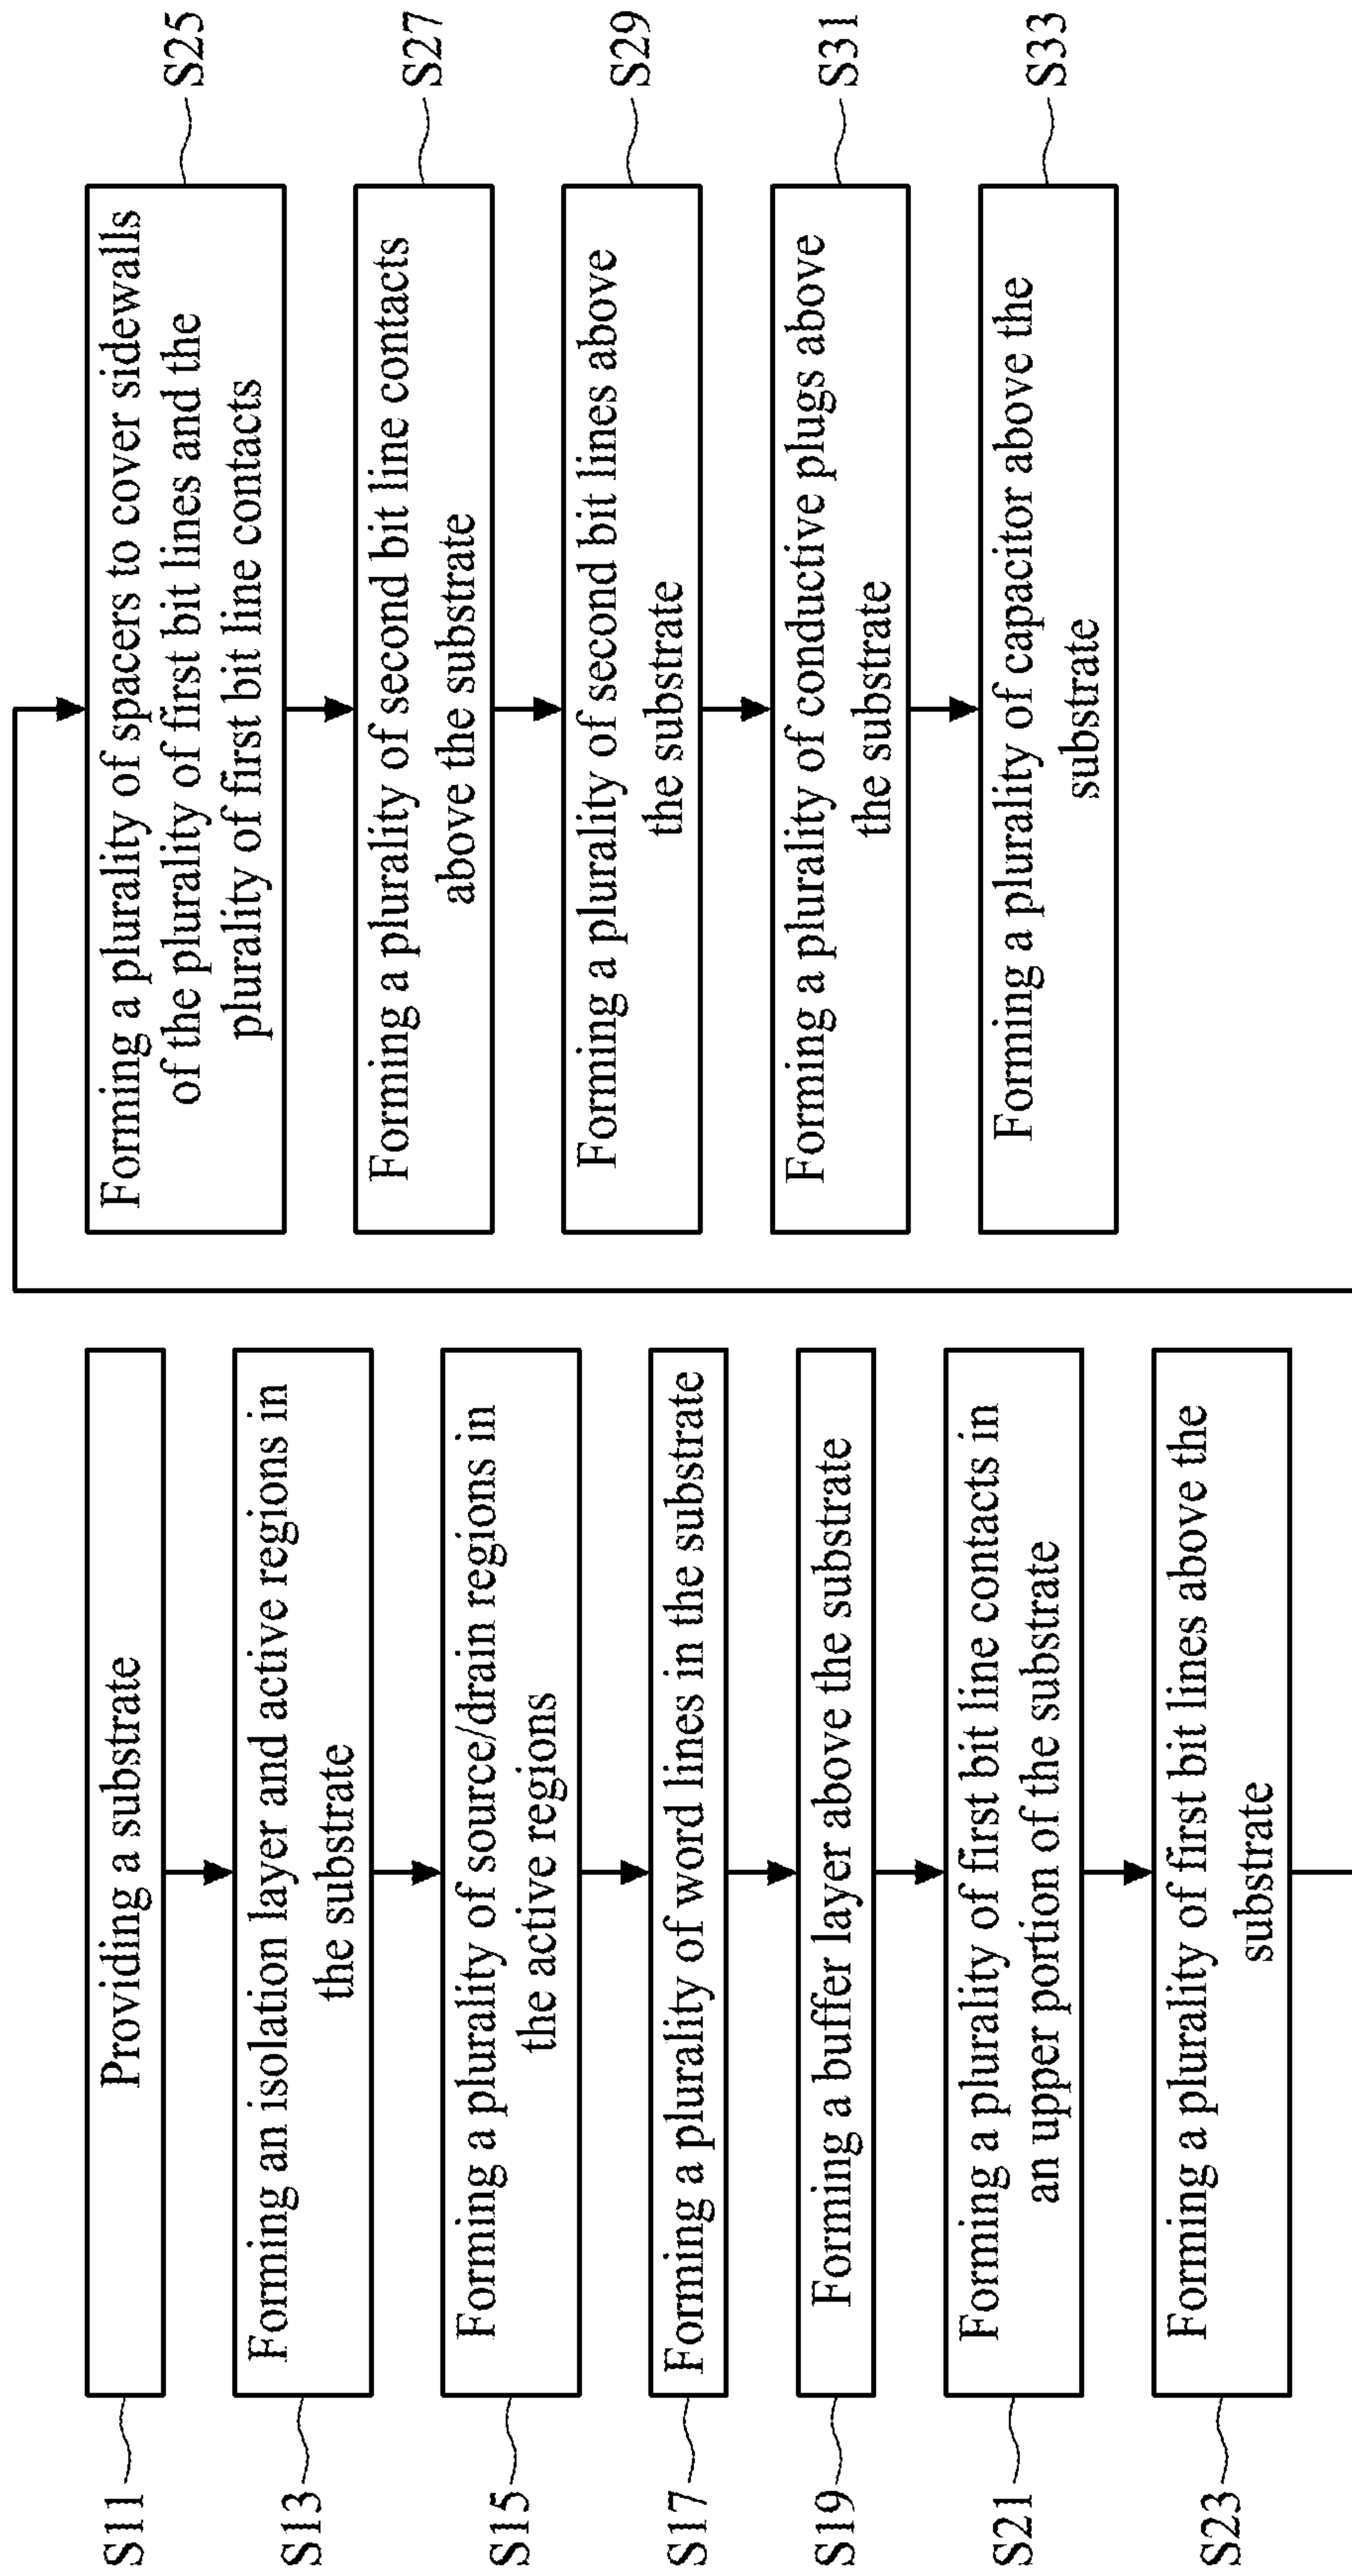 S11
Providing a substrate
S13
Forming an isolation layer and active regions in
the substrate
S15
Forming a plurality of source/drain regions in
the active regions
S17
Forming a plurality of word lines in the substrate
S19
Forming a buffer layer above the substrate
S21
Forming a plurality of first bit line contacts in
an upper portion of the substrate
S23
Forming a plurality of first bit lines above the
substrate
Forming a plurality of spacers to cover sidewalls
of the plurality of first bit lines and the
plurality of first bit line contacts
S25
Forming a plurality of second bit line contacts
above the substrate
S27
Forming a plurality of second bit lines above
the substrate
S29
Forming a plurality of conductive plugs above
the substrate
S31
Forming a plurality of capacitor above the
substrate
S33